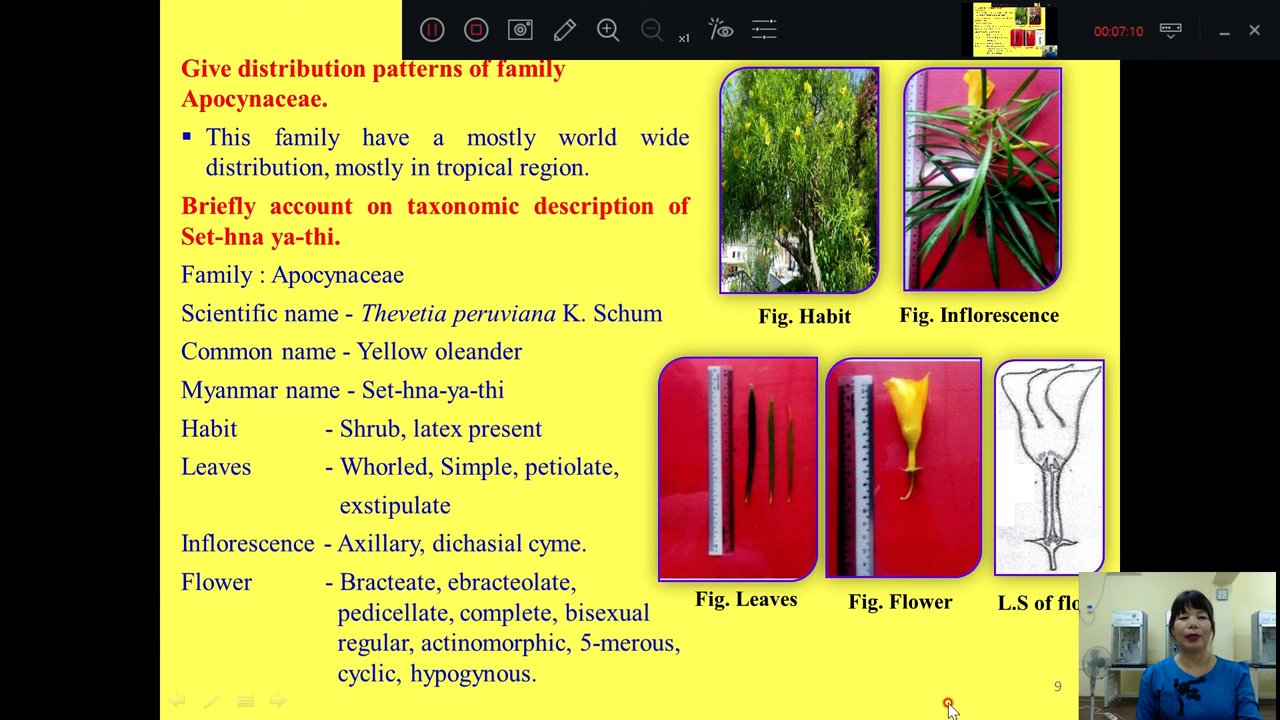 x1
00:07:10
Give distribution patterns of family
Apocynaceae.
▪ This family have a mostly world wide
distribution, mostly in tropical region.
Briefly account on taxonomic description of
Set-hna ya-thi.
Family : Apocynaceae
Scientific name - Thevetia peruviana K. Schum
Common name - Yellow oleander
Myanmar name - Set-hna-ya-thi
Habit - Shrub, latex present
Leaves - Whorled, Simple, petiolate,
exstipulate
Inflorescence - Axillary, dichasial cyme.
Flower - Bracteate, ebracteolate,
pedicellate, complete, bisexual
regular, actinomorphic, 5-merous,
cyclic, hypogynous.
Fig. Habit
Fig. Inflorescence
Fig. Leaves
Fig. Flower
L.S of flo
9